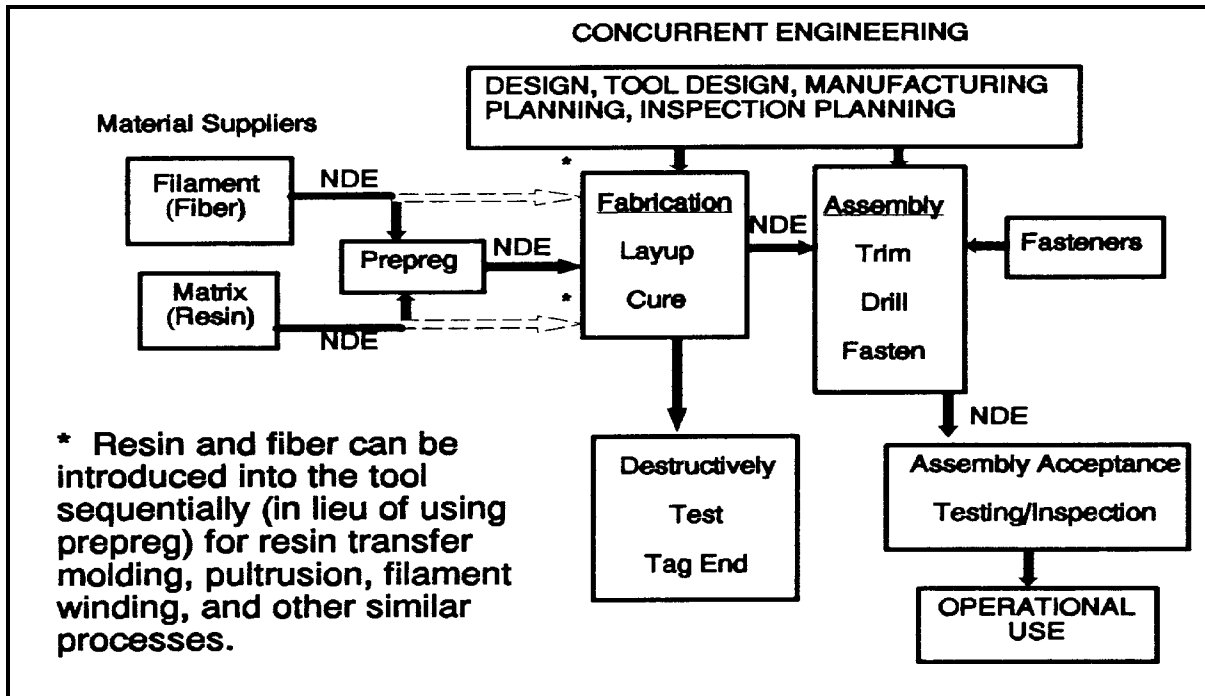 CONCURRENT ENGINEERING
DESIGN, TOOL DESIGN, MANUFACTURING
PLANNING, INSPECTION PLANNING
Material Suppliers
Filament
(Fiber)
NDE
*
Prepreg
NDE
Matrix
(Resin)
NDE
*
Fabrication
Layup
Cure
NDE
Assembly
Trim
Drill
Fasten
Fasteners
NDE
Destructively
Test
Tag End
Assembly Acceptance
Testing/Inspection
OPERATIONAL
USE
* Resin and fiber can be
introduced into the tool
sequentially (in lieu of using
prepreg) for resin transfer
molding, pultrusion, filament
winding, and other similar
processes.